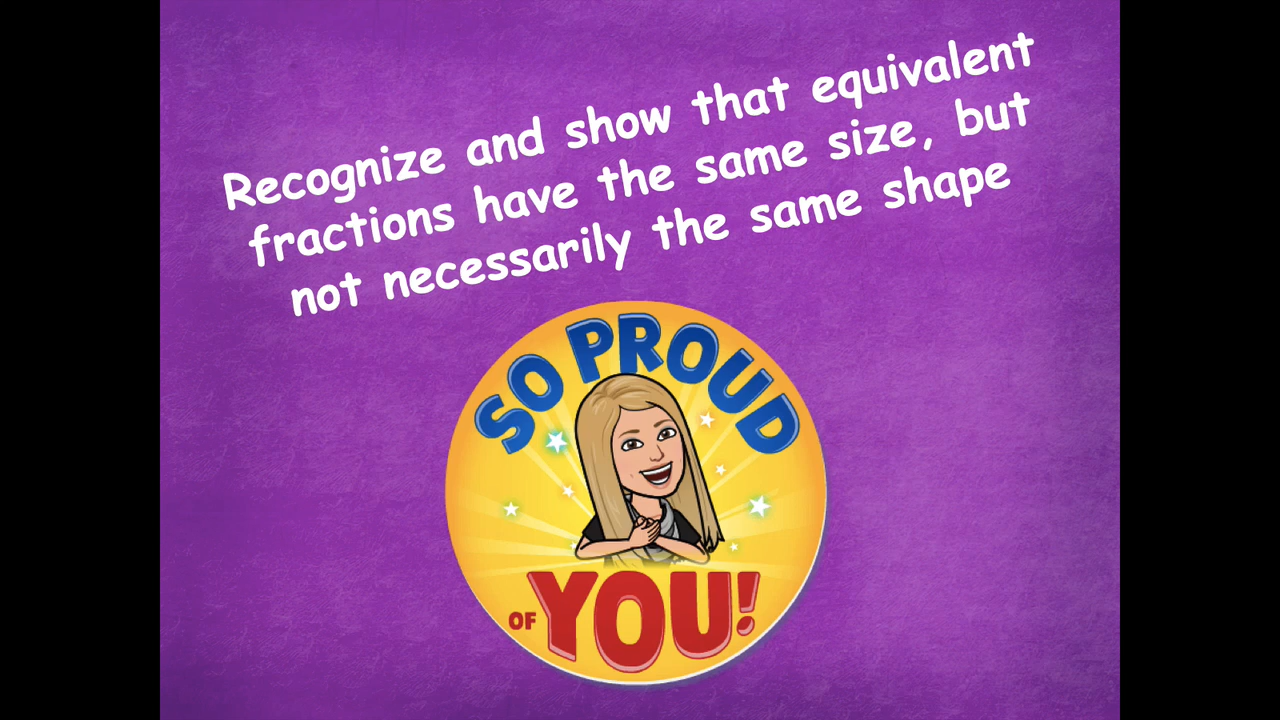 Recognize and show that equivalent
fractions have the same size, but
not necessarily the same shape
SO PROUD
OF YOU!